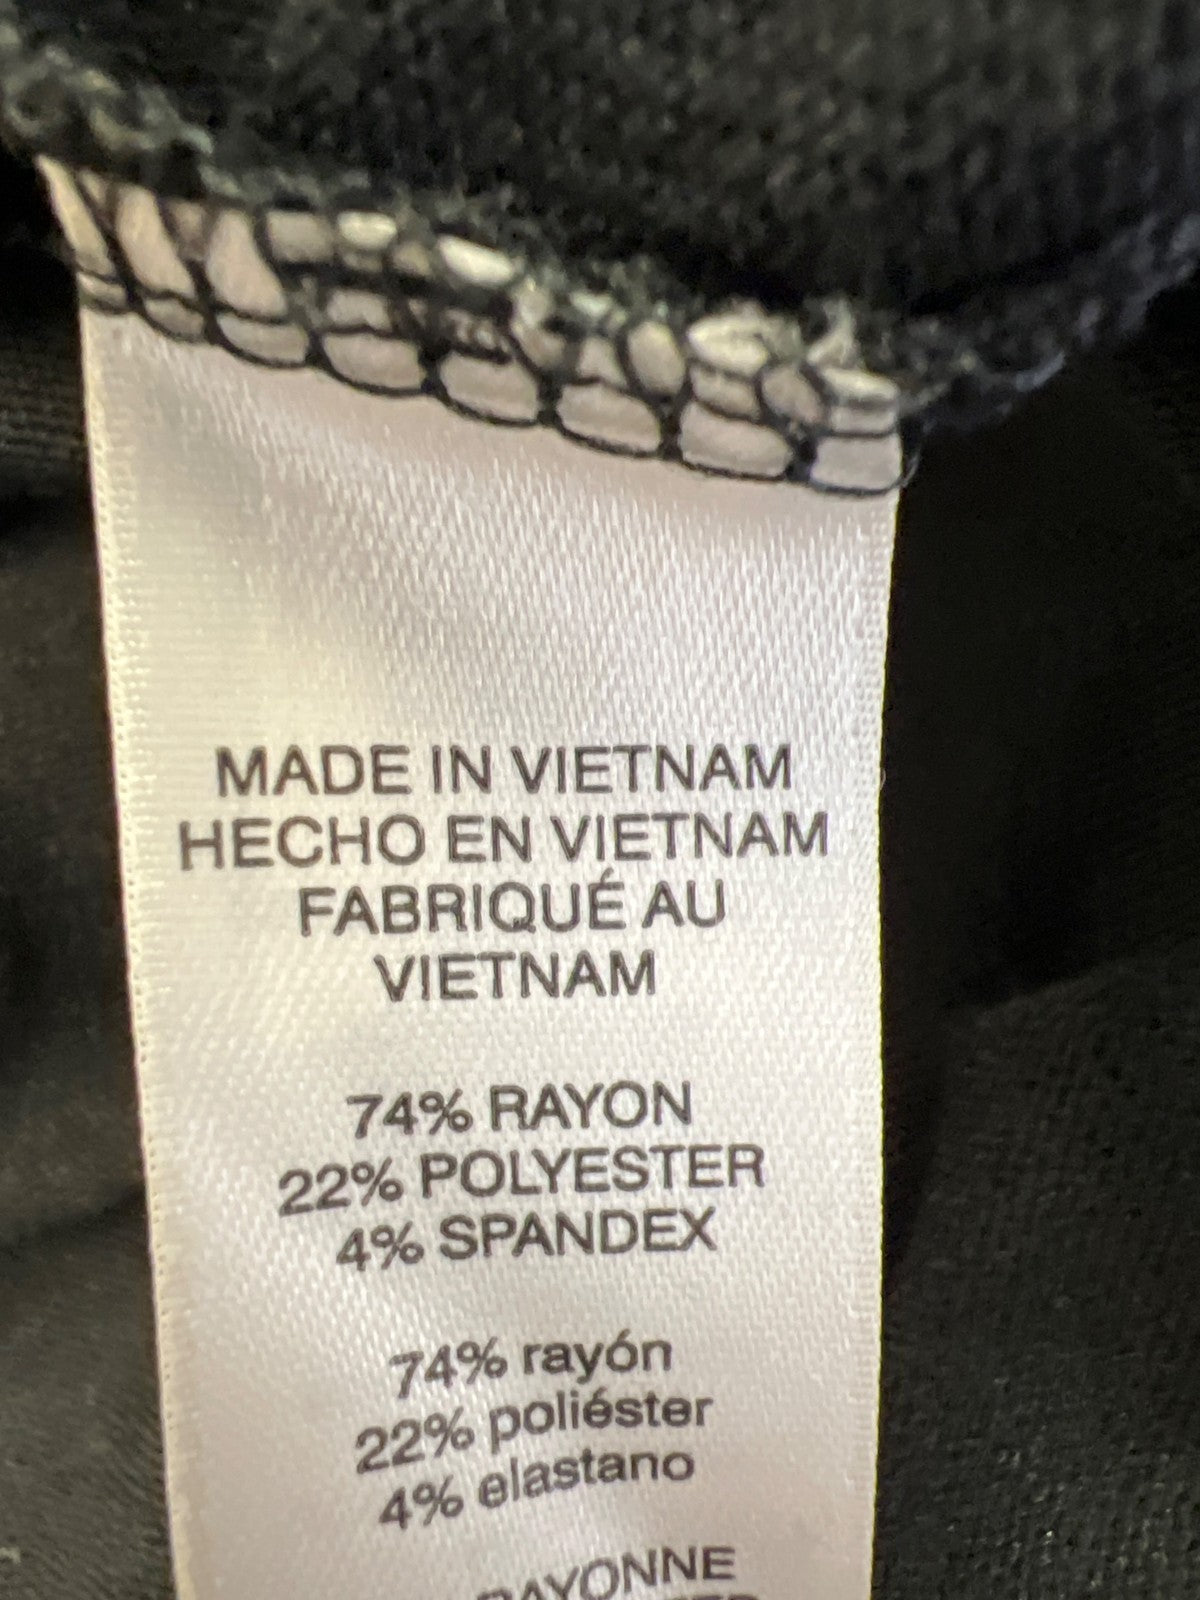 MADE IN VIETNAM
HECHO EN VIETNAM
FABRIQUÉ AU
VIETNAM
74% RAYON
22% POLYESTER
4% SPANDEX
74% rayón
22% poliéster
4% elastano
RAYONNE